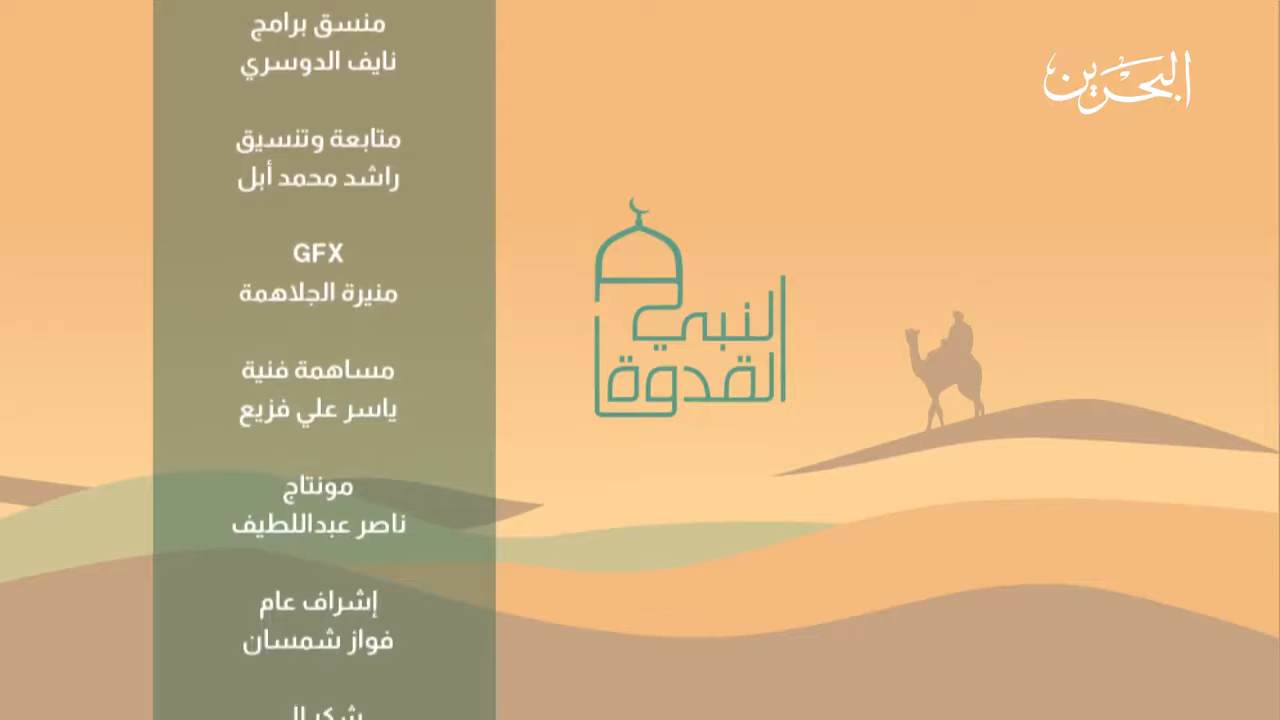 البحرين
منسق برامج
نايف الدوسري
متابعة وتنسيق
راشد محمد أبل
GFX
منيرة الجلاهمة
مساهمة فنية
ياسر علي فزيع
مونتاج
ناصر عبداللطيف
إشراف عام
فواز شمسان
النبي
القدوة